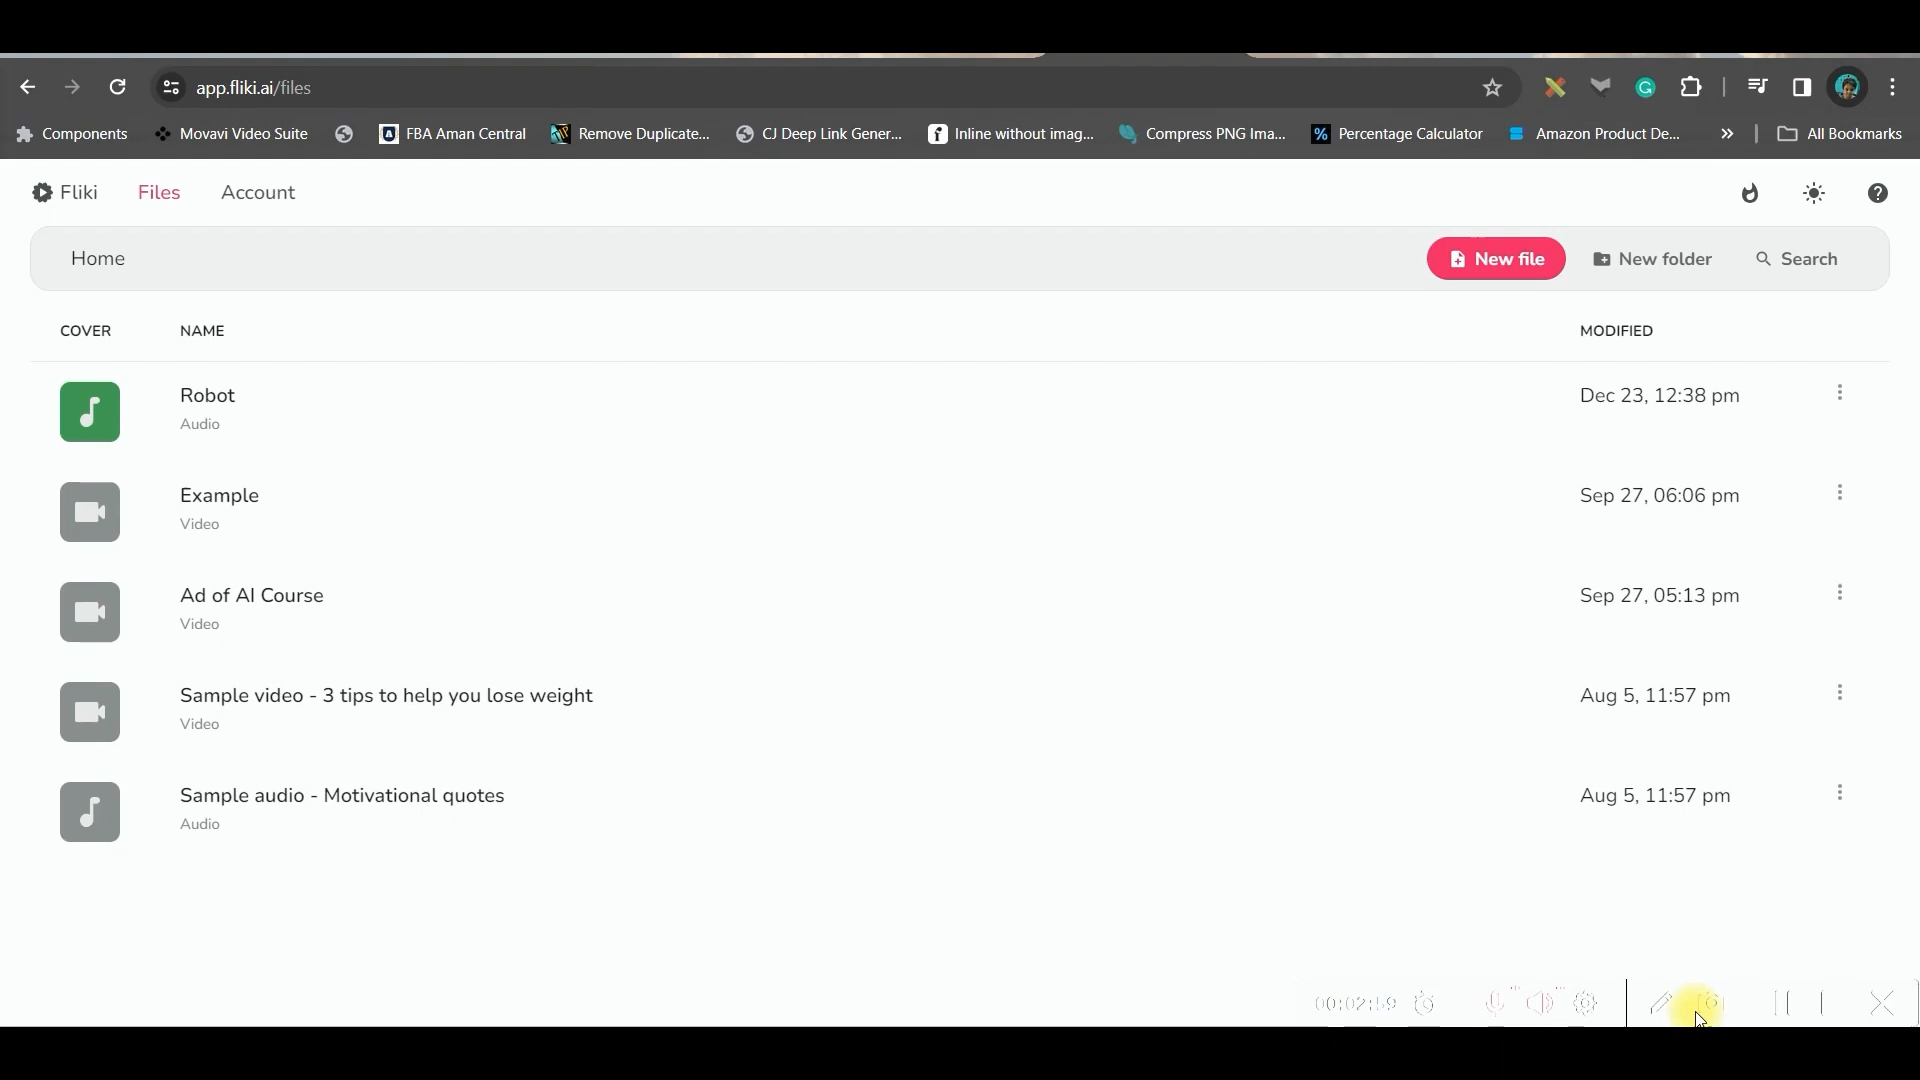 app.fliki.ai/files
Components Movavi Video Suite FBA Aman Central Remove Duplicate... CJ Deep Link Gener... Inline without imag... Compress PNG Ima... Percentage Calculator Amazon Product De... All Bookmarks
Fliki Files Account
Home New file New folder Search
COVER NAME MODIFIED
Robot Dec 23, 12:38 pm
Audio
Example Sep 27, 06:06 pm
Video
Ad of AI Course Sep 27, 05:13 pm
Video
Sample video - 3 tips to help you lose weight Aug 5, 11:57 pm
Video
Sample audio - Motivational quotes Aug 5, 11:57 pm
Audio
00:02:59